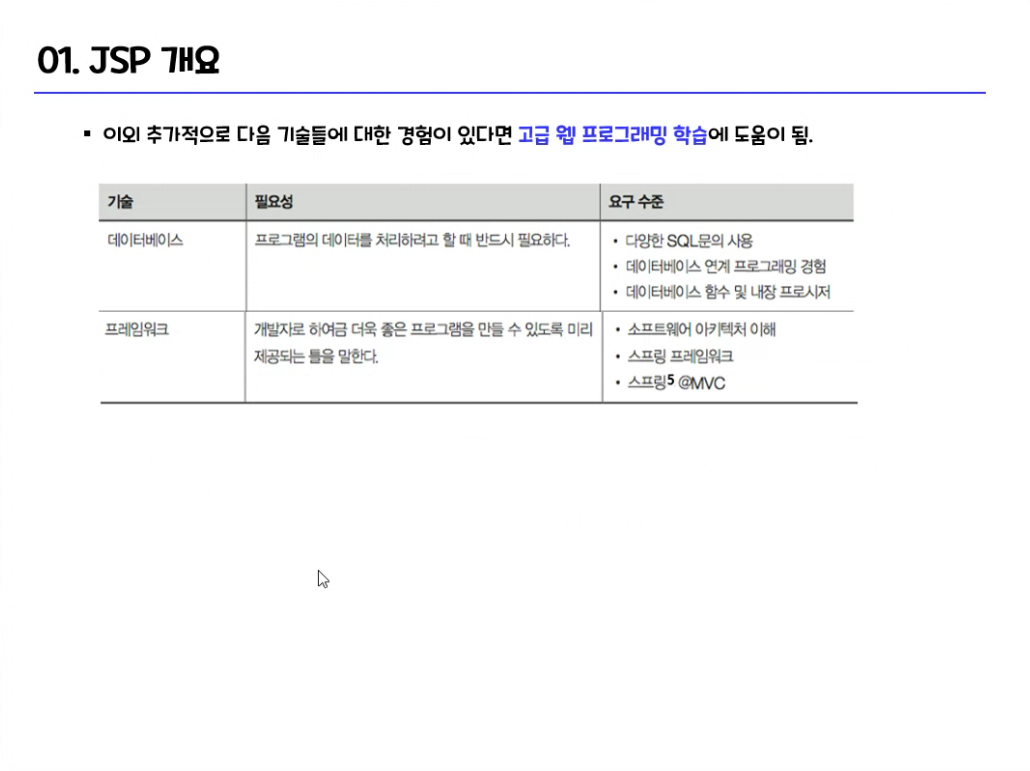 01. JSP 개요
▪ 이외 추가적으로 다음 기술들에 대한 경험이 있다면 고급 웹 프로그래밍 학습에 도움이 됨.
기술 필요성 요구 수준
데이터베이스 프로그램의 데이터를 처리하려고 할 때 반드시 필요하다. • 다양한 SQL문의 사용
• 데이터베이스 연계 프로그래밍 경험
• 데이터베이스 함수 및 내장 프로시저
프레임워크 개발자로 하여금 더욱 좋은 프로그램을 만들 수 있도록 미리 • 소프트웨어 아키텍처 이해
제공되는 틀을 말한다. • 스프링 프레임워크
• 스프링5 @MVC